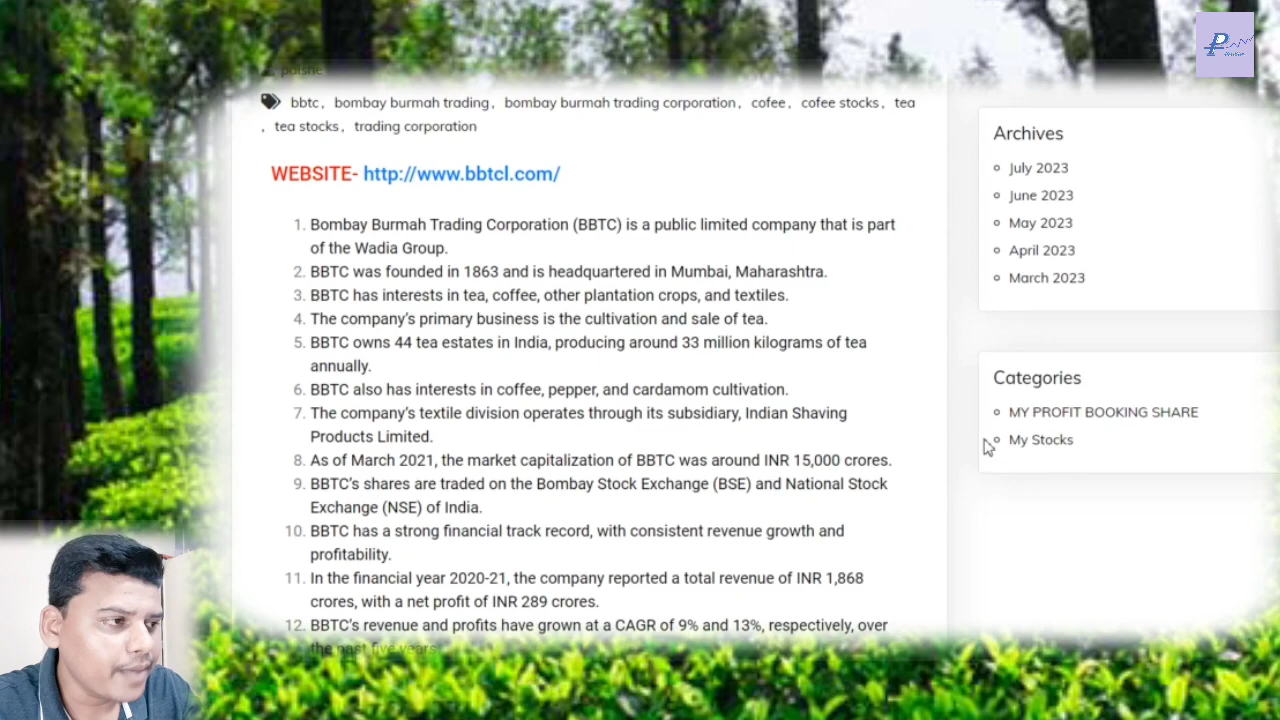 bbtc, bombay burmah trading, bombay burmah trading corporation, cofee, cofee stocks, tea
, tea stocks, trading corporation
WEBSITE- http://www.bbtcl.com/
1. Bombay Burmah Trading Corporation (BBTC) is a public limited company that is part
of the Wadia Group.
2. BBTC was founded in 1863 and is headquartered in Mumbai, Maharashtra.
3. BBTC has interests in tea, coffee, other plantation crops, and textiles.
4. The company's primary business is the cultivation and sale of tea.
5. BBTC owns 44 tea estates in India, producing around 33 million kilograms of tea
annually.
6. BBTC also has interests in coffee, pepper, and cardamom cultivation.
7. The company's textile division operates through its subsidiary, Indian Shaving
Products Limited.
8. As of March 2021, the market capitalization of BBTC was around INR 15,000 crores.
9. BBTC's shares are traded on the Bombay Stock Exchange (BSE) and National Stock
Exchange (NSE) of India.
10. BBTC has a strong financial track record, with consistent revenue growth and
profitability.
11. In the financial year 2020-21, the company reported a total revenue of INR 1,868
crores, with a net profit of INR 289 crores.
12. BBTC's revenue and profits have grown at a CAGR of 9% and 13%, respectively, over
the past five years
Archives
July 2023
June 2023
May 2023
April 2023
March 2023
Categories
MY PROFIT BOOKING SHARE
My Stocks